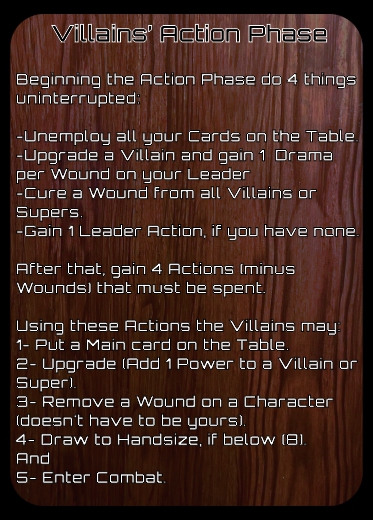 Villains' Action Phase
Beginning the Action Phase do 4 things
uninterrupted:
-Unemploy all your Cards on the Table.
-Upgrade a Villain and gain 1 Drama
per Wound on your Leader
-Cure a Wound from all Villains or
Supers.
-Gain 1 Leader Action, if you have none.
After that, gain 4 Actions (minus
Wounds) that must be spent.
Using these Actions the Villains may:
1- Put a Main card on the Table.
2- Upgrade (Add 1 Power to a Villain or
Super).
3- Remove a Wound on a Character
(doesn't have to be yours).
4- Draw to Handsize, if below (8).
And
5- Enter Combat.